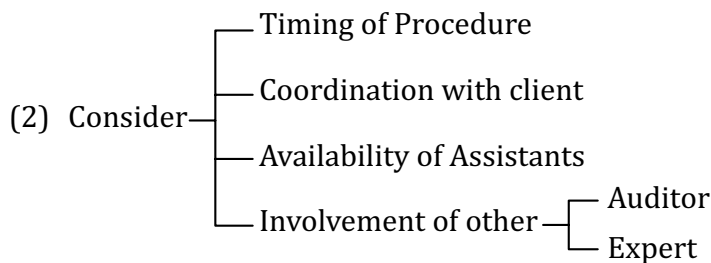 Timing of Procedure
Coordination with client
(2) Consider
Availability of Assistants
Auditor
Involvement of other
Expert